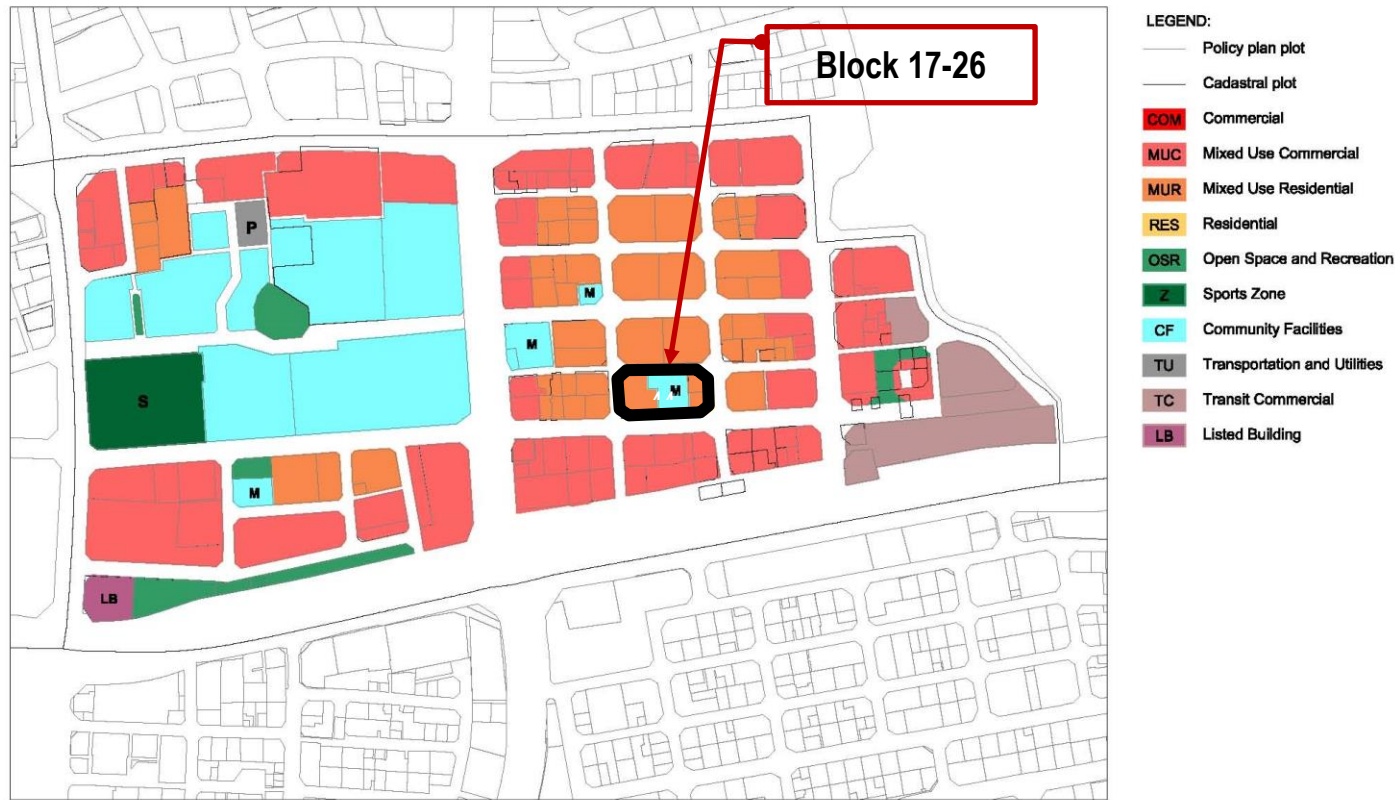 Block 17-26
LEGEND:
Policy plan plot
Cadastral plot
COM Commercial
MUC Mixed Use Commercial
MUR Mixed Use Residential
RES Residential
OSR Open Space and Recreation
Z Sports Zone
CF Community Facilities
TU Transportation and Utilities
TC Transit Commercial
LB Listed Building
P
M
M
M
S
M
LB